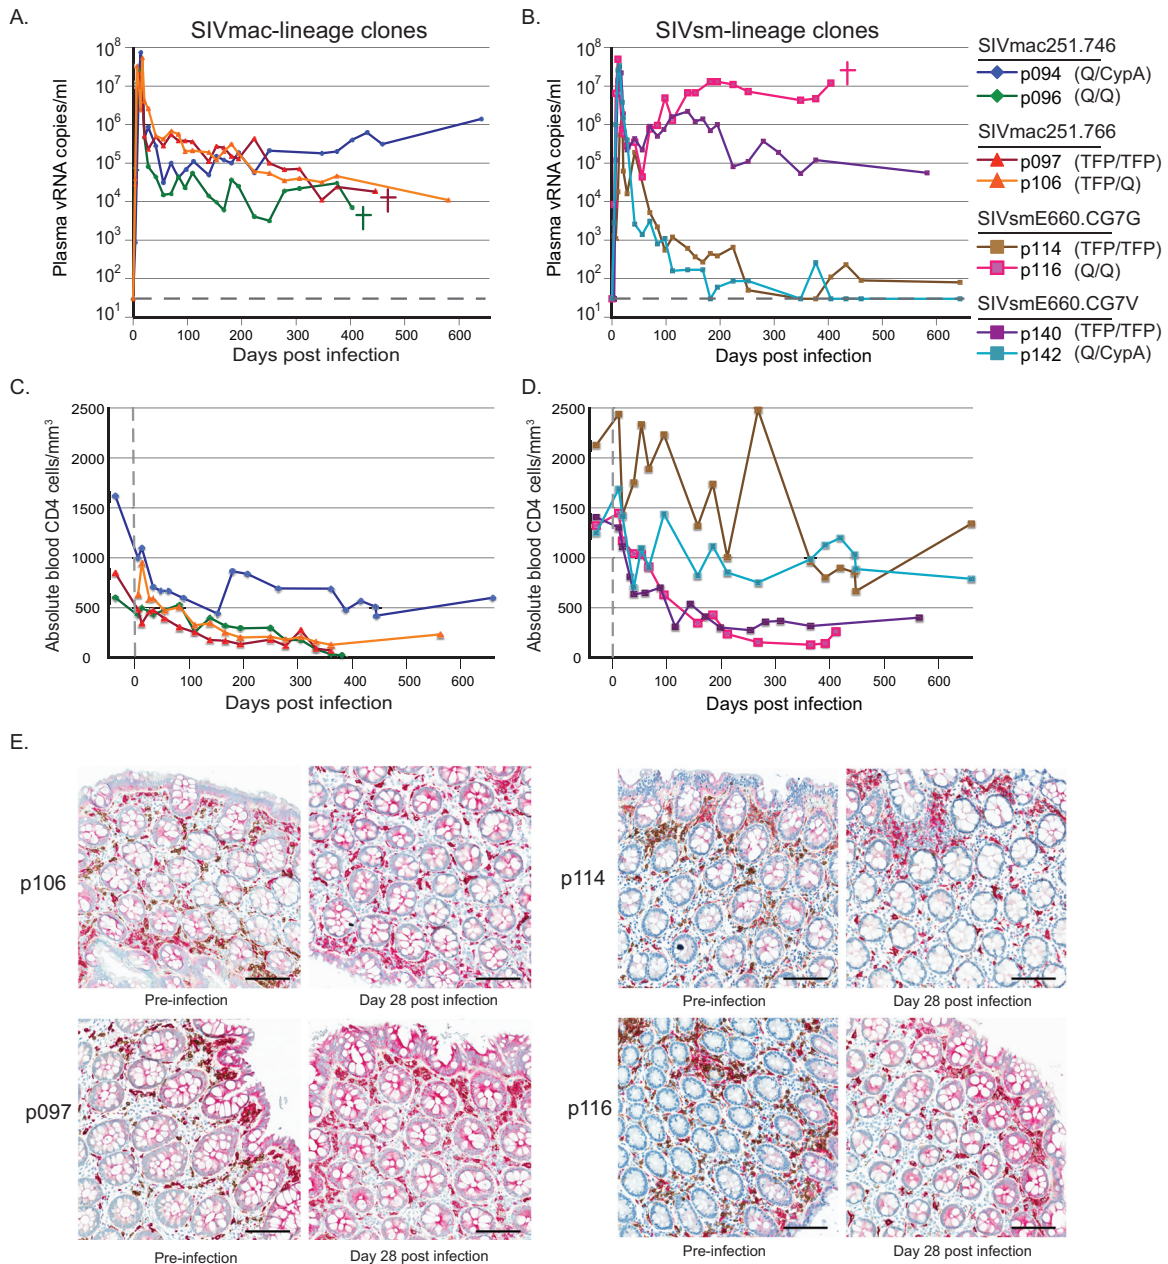 A.
SIVmac-lineage clones
Plasma vRNA copies/ml
10^8
10^7
10^6
10^5
10^4
10^3
10^2
10^1
0
100
200
300
400
500
600
Days post infection
B.
SIVsm-lineage clones
Plasma vRNA copies/ml
10^8
10^7
10^6
10^5
10^4
10^3
10^2
10^1
0
100
200
300
400
500
600
Days post infection
SIVmac251.746
p094 (Q/CypA)
p096 (Q/Q)
SIVmac251.766
p097 (TFP/TFP)
p106 (TFP/Q)
SIVsmE660.CG7G
p114 (TFP/TFP)
p116 (Q/Q)
SIVsmE660.CG7V
p140 (TFP/TFP)
p142 (Q/CypA)
C.
Absolute blood CD4 cells/mm³
2500
2000
1500
1000
500
0
0
100
200
300
400
500
600
Days post infection
D.
Absolute blood CD4 cells/mm³
2500
2000
1500
1000
500
0
0
100
200
300
400
500
600
Days post infection
E.
p106
Pre-infection
Day 28 post infection
p114
Pre-infection
Day 28 post infection
p097
Pre-infection
Day 28 post infection
p116
Pre-infection
Day 28 post infection